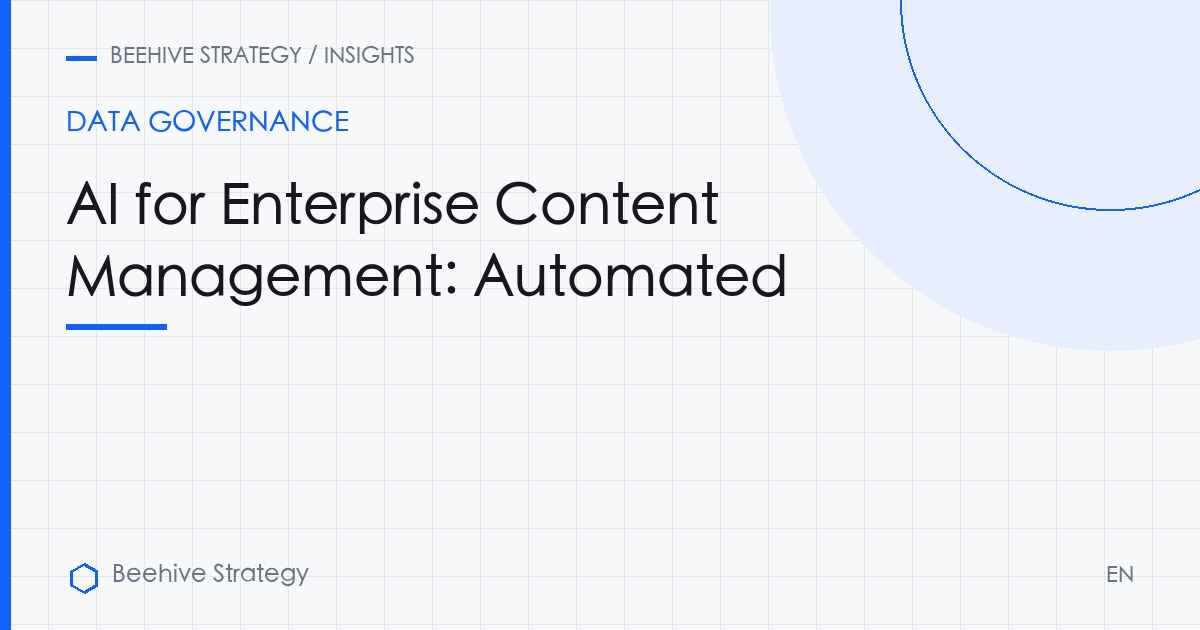 BEEHIVE STRATEGY / INSIGHTS
DATA GOVERNANCE
AI for Enterprise Content
Management: Automated
Beehive Strategy
EN